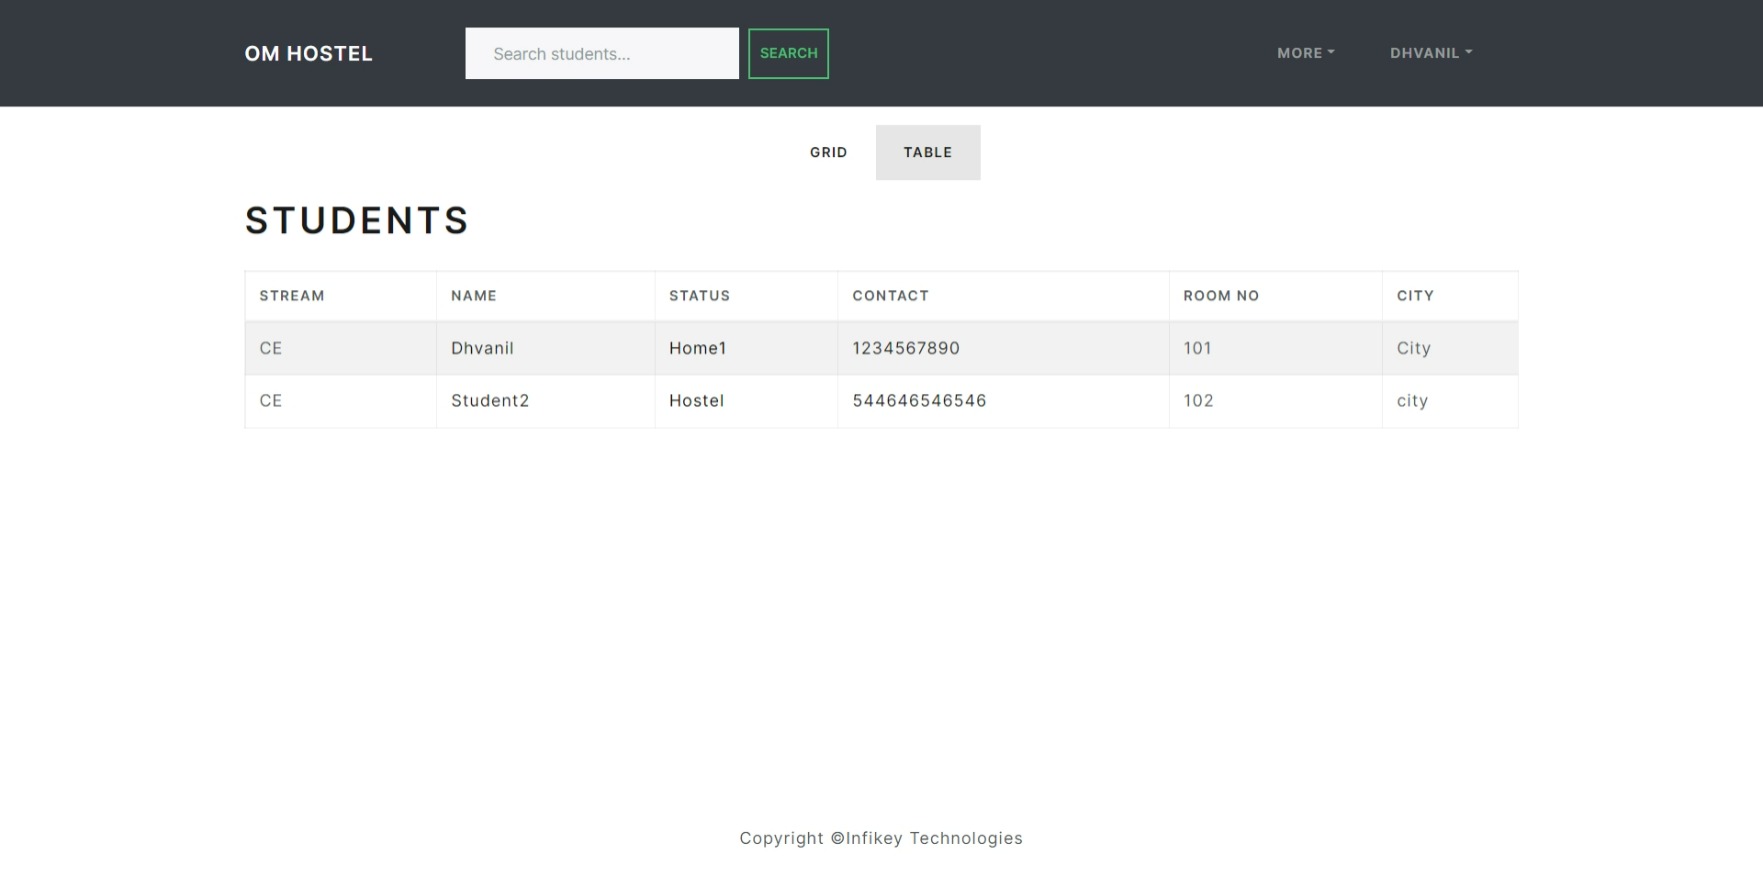 OM HOSTEL Search students... SEARCH MORE DHVANIL
GRID TABLE
STUDENTS
STREAM NAME STATUS CONTACT ROOM NO CITY
CE Dhvanil Home1 1234567890 101 City
CE Student2 Hostel 544646546546 102 city
Copyright ©Infikey Technologies